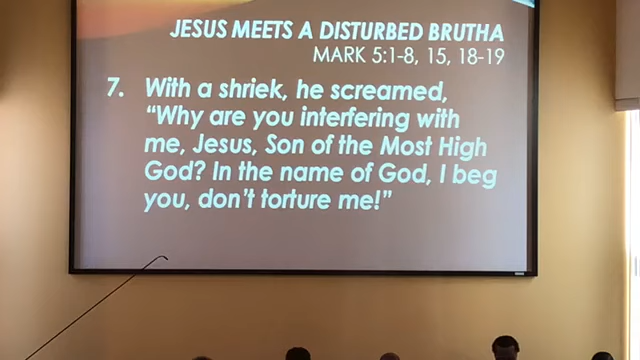 JESUS MEETS A DISTURBED BRUTHA
MARK 5:1-8, 15, 18-19
7. With a shriek, he screamed,
“Why are you interfering with
me, Jesus, Son of the Most High
God? In the name of God, I beg
you, don’t torture me!”